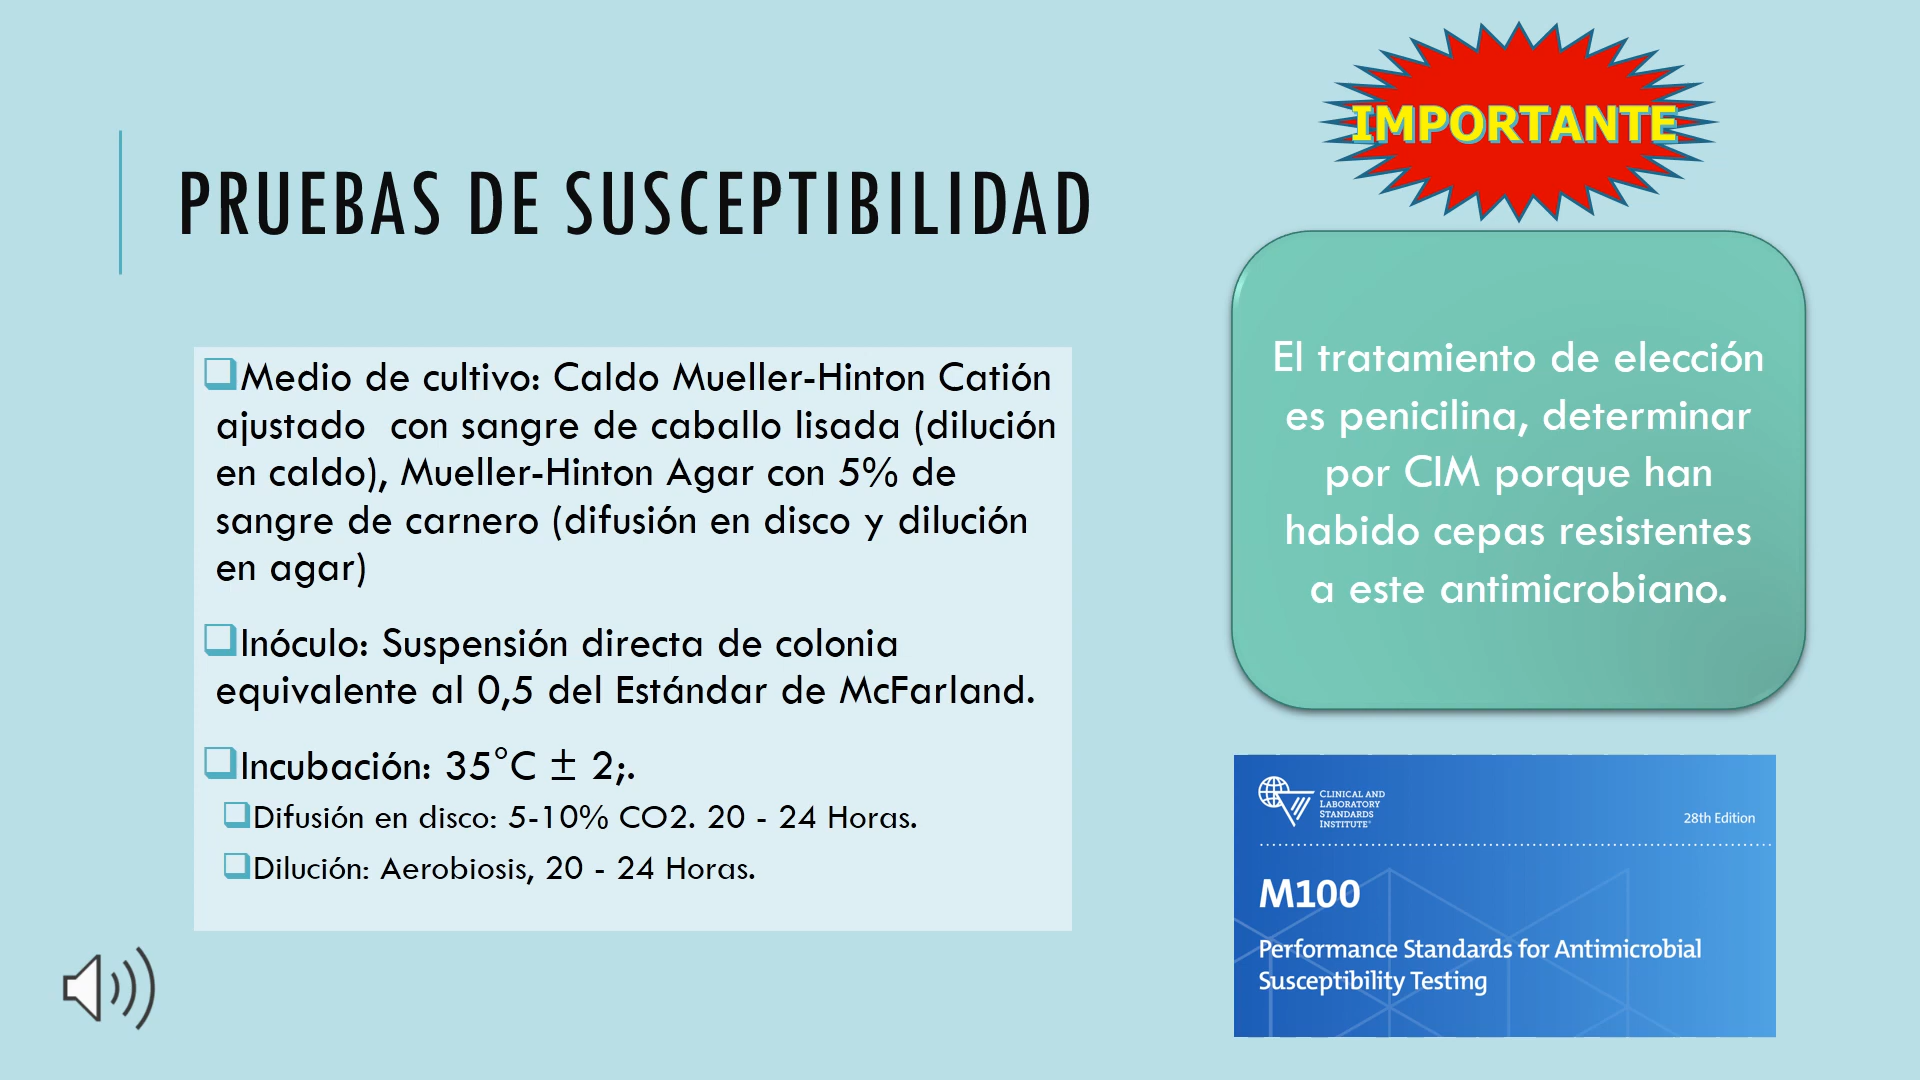 IMPORTANTE
PRUEBAS DE SUSCEPTIBILIDAD
Medio de cultivo: Caldo Mueller-Hinton Catión
ajustado con sangre de caballo lisada (dilución
en caldo), Mueller-Hinton Agar con 5% de
sangre de carnero (difusión en disco y dilución
en agar)
Inóculo: Suspensión directa de colonia
equivalente al 0,5 del Estándar de McFarland.
Incubación: 35°C ± 2;.
Difusión en disco: 5-10% CO2. 20 - 24 Horas.
Dilución: Aerobiosis, 20 - 24 Horas.
El tratamiento de elección
es penicilina, determinar
por CIM porque han
habido cepas resistentes
a este antimicrobiano.
CLINICAL AND
LABORATORY
STANDARDS
INSTITUTE®
28th Edition
M100
Performance Standards for Antimicrobial
Susceptibility Testing